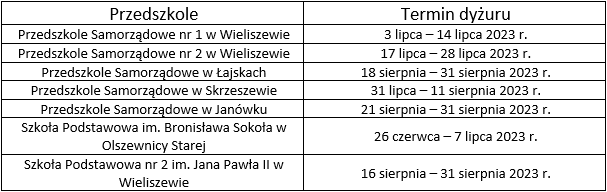 Przedszkole Termin dyżuru
Przedszkole Samorządowe nr 1 w Wieliszewie 3 lipca – 14 lipca 2023 r.
Przedszkole Samorządowe nr 2 w Wieliszewie 17 lipca – 28 lipca 2023 r.
Przedszkole Samorządowe w Łajskach 18 sierpnia – 31 sierpnia 2023 r.
Przedszkole Samorządowe w Skrzeszewie 31 lipca – 11 sierpnia 2023 r.
Przedszkole Samorządowe w Janówku 21 sierpnia – 31 sierpnia 2023 r.
Szkoła Podstawowa im. Bronisława Sokoła w
Olszewnicy Starej 26 czerwca – 7 lipca 2023 r.
Szkoła Podstawowa nr 2 im. Jana Pawła II w
Wieliszewie 16 sierpnia – 31 sierpnia 2023 r.